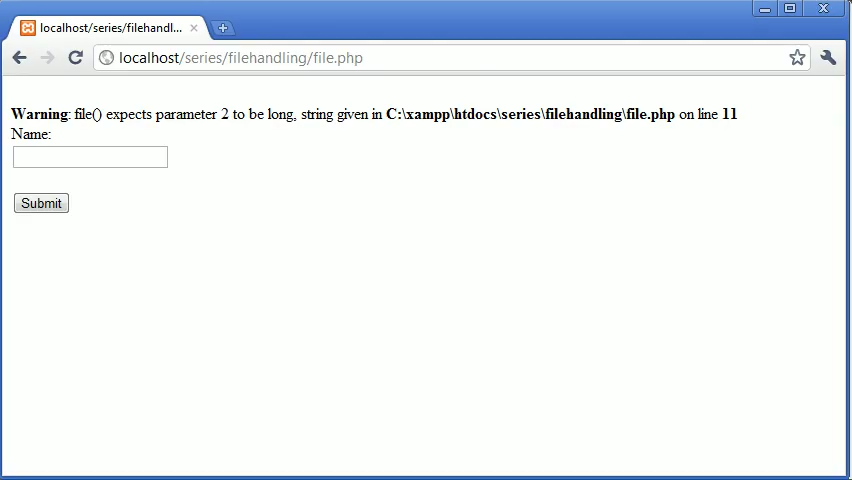 localhost/series/filehandl...
localhost/series/filehandling/file.php
Warning: file() expects parameter 2 to be long, string given in C:\xampp\htdocs\series\filehandling\file.php on line 11
Name:
Submit